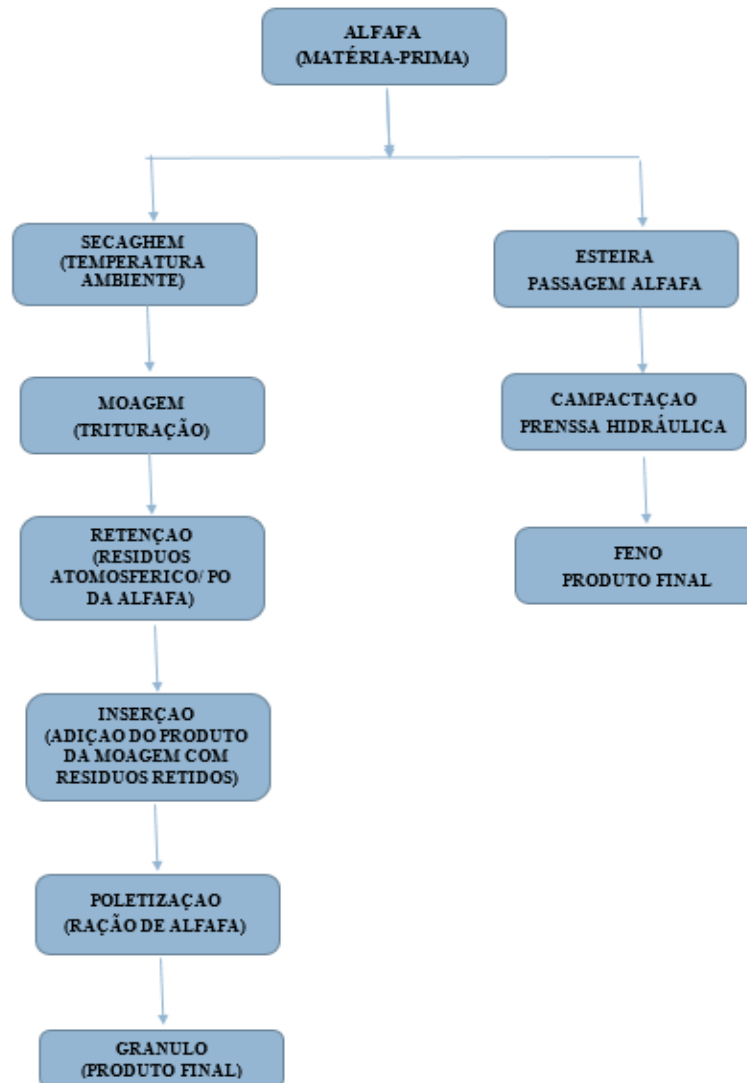 ALFAFA
(MATÉRIA-PRIMA)
SECAGHEM
(TEMPERATURA
AMBIENTE)
MOAGEM
(TRITURAÇÃO)
RETENÇAO
(RESIDUOS
ATOMOSFERICO/ PO
DA ALFAFA)
INSERÇAO
(ADIÇAO DO PRODUTO
DA MOAGEM COM
RESIDUOS RETIDOS)
POLETIZAÇAO
(RAÇÃO DE ALFAFA)
GRANULO
(PRODUTO FINAL)
ESTEIRA
PASSAGEM ALFAFA
CAMPACTAÇAO
PRENSSA HIDRÁULICA
FENO
PRODUTO FINAL